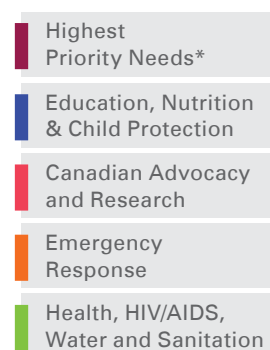 Highest
Priority Needs*
Education, Nutrition
& Child Protection
Canadian Advocacy
and Research
Emergency
Response
Health, HIV/AIDS,
Water and Sanitation